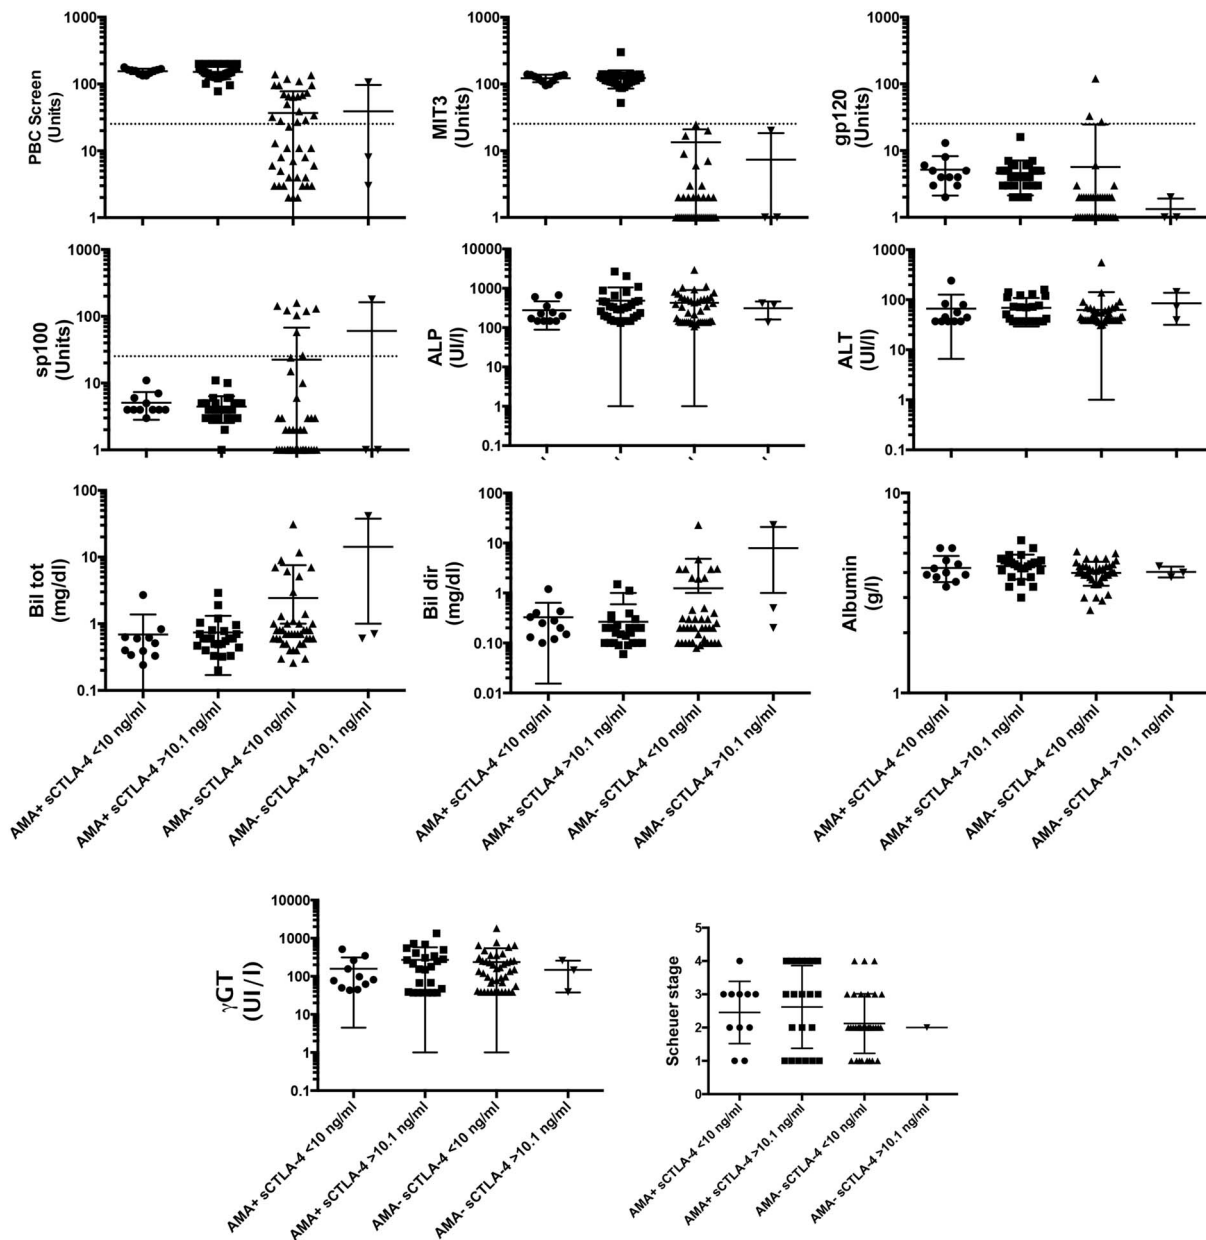 1000
100
10
1
PBC Screen
(Units)
1000
100
10
1
MIT3
(Units)
1000
100
10
1
gp120
(Units)
1000
100
10
1
sp100
(Units)
10000
1000
100
10
1
0.1
ALP
(UI/l)
1000
100
10
1
0.1
ALT
(UI/l)
100
10
1
0.1
Bil tot
(mg/dl)
100
10
1
0.10
0.01
Bil dir
(mg/dl)
10
1
Albumin
(g/l)
AMA+ sCTLA-4 <10 ng/ml
AMA+ sCTLA-4 >10.1 ng/ml
AMA- sCTLA-4 <10 ng/ml
AMA- sCTLA-4 >10.1 ng/ml
AMA+ sCTLA-4 <10 ng/ml
AMA+ sCTLA-4 >10.1 ng/ml
AMA- sCTLA-4 <10 ng/ml
AMA- sCTLA-4 >10.1 ng/ml
AMA+ sCTLA-4 <10 ng/ml
AMA+ sCTLA-4 >10.1 ng/ml
AMA- sCTLA-4 <10 ng/ml
AMA- sCTLA-4 >10.1 ng/ml
10000
1000
100
10
1
0.1
γGT
(UI/l)
AMA+ sCTLA-4 <10 ng/ml
AMA+ sCTLA-4 >10.1 ng/ml
AMA- sCTLA-4 <10 ng/ml
AMA- sCTLA-4 >10.1 ng/ml
5
4
3
2
1
0
Scheuer stage
AMA+ sCTLA-4 <10 ng/ml
AMA+ sCTLA-4 >10.1 ng/ml
AMA- sCTLA-4 <10 ng/ml
AMA- sCTLA-4 >10.1 ng/ml